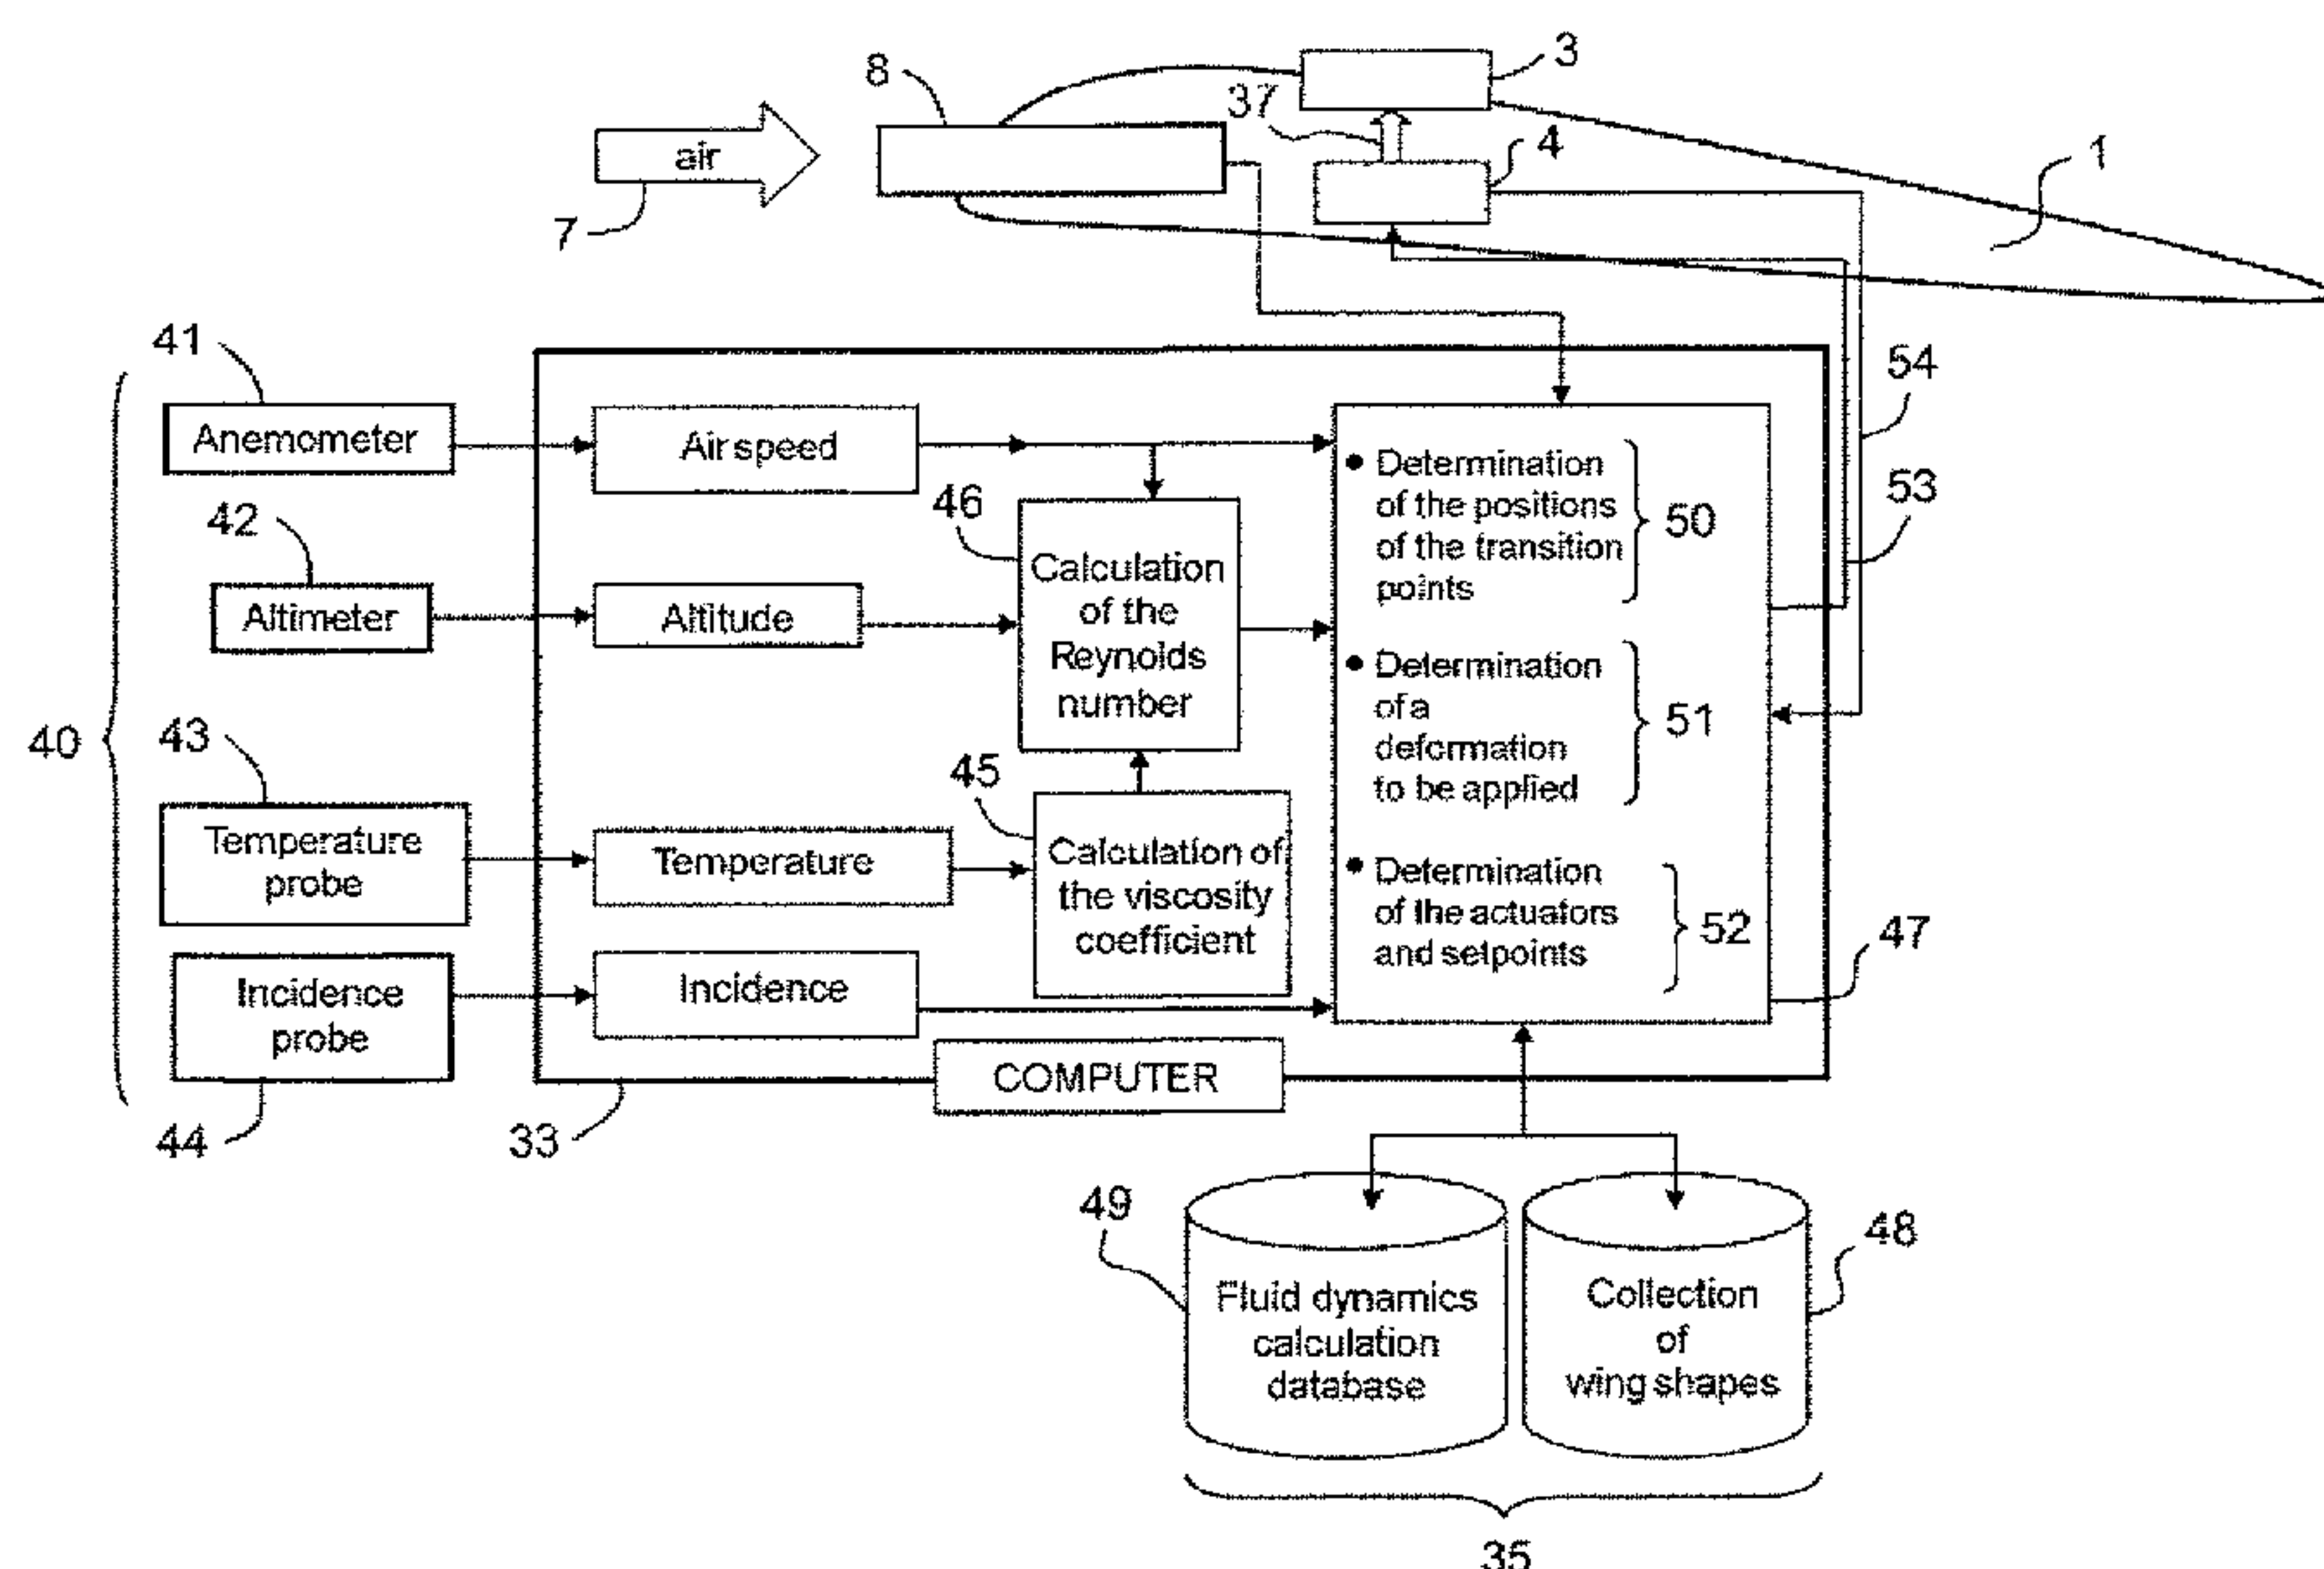 8
3
37
air
4
1
7
41
54
Anemometer
Air speed
• Determination
of the positions
of the transition
points
50
53
46
42
Calculation
of the
Reynolds
number
Altimeter
Altitude
• Determination
of a
deformation
to be applied
51
40
43
45
Temperature
probe
Temperature
Calculation of
the viscosity
coefficient
• Determination
of the actuators
and setpoints
52
47
Incidence
probe
Incidence
COMPUTER
44
33
49
48
Fluid dynamics
calculation
database
Collection
of
wing shapes
35